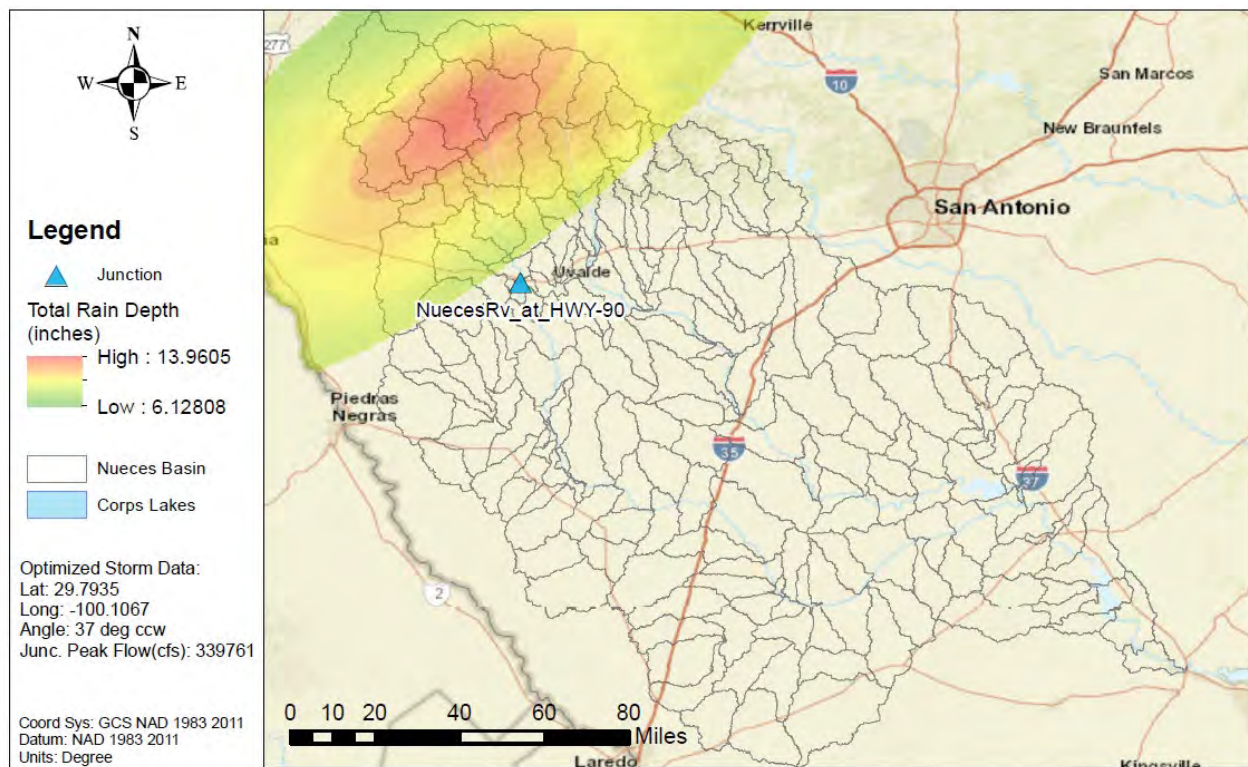 N
W E
S
Legend
Junction
Total Rain Depth
(inches)
High : 13.9605
Low : 6.12808
Nueces Basin
Corps Lakes
Optimized Storm Data:
Lat: 29.7935
Long: -100.1067
Angle: 37 deg ccw
Junc. Peak Flow(cfs): 339761
Coord Sys: GCS NAD 1983 2011
Datum: NAD 1983 2011
Units: Degree
277
Kerrville
10
San Marcos
New Braunfels
San Antonio
Uvalde
NuecesRv_at_HWY-90
Piedras
Negras
35
37
2
0 10 20 40 60 80
Miles
Laredo